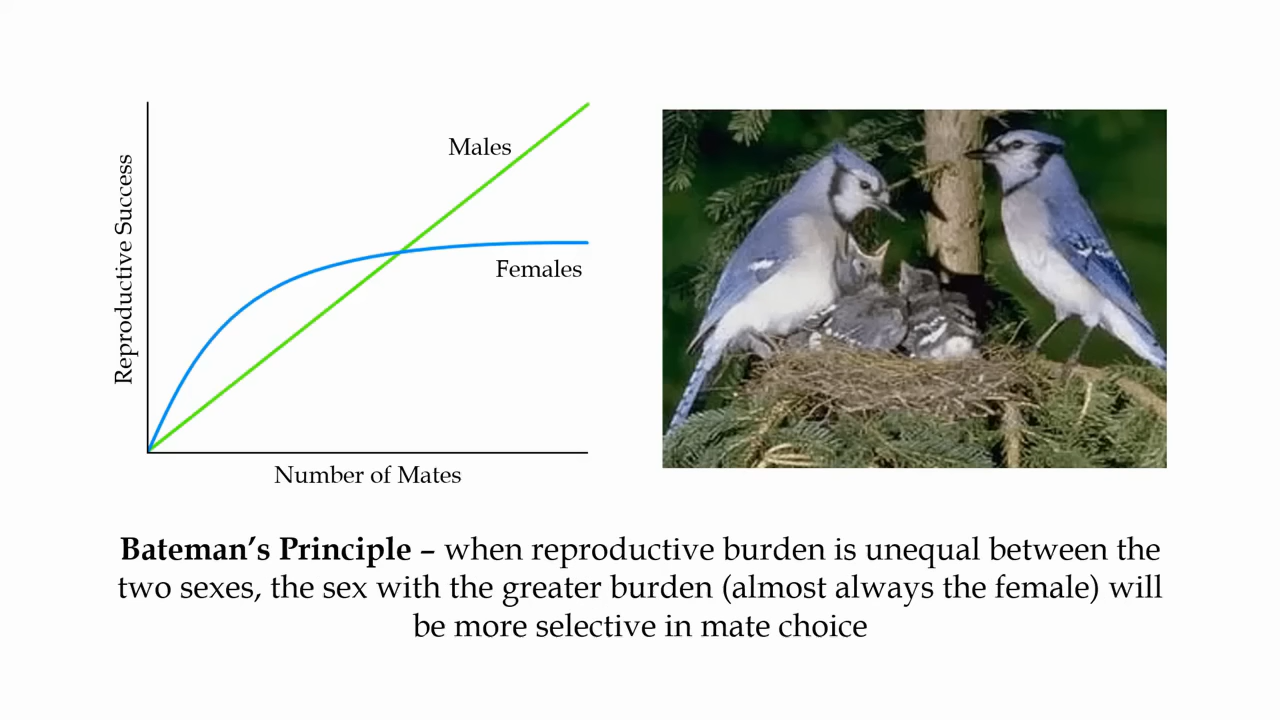 Reproductive Success
Males
Females
Number of Mates
Bateman’s Principle – when reproductive burden is unequal between the
two sexes, the sex with the greater burden (almost always the female) will
be more selective in mate choice